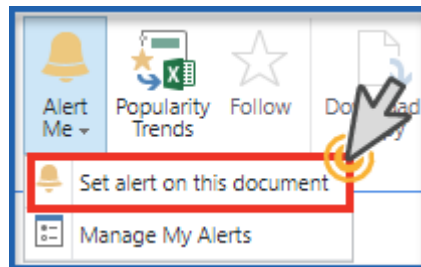 Alert
Me
Popularity
Trends
Follow
Set alert on this document
Manage My Alerts